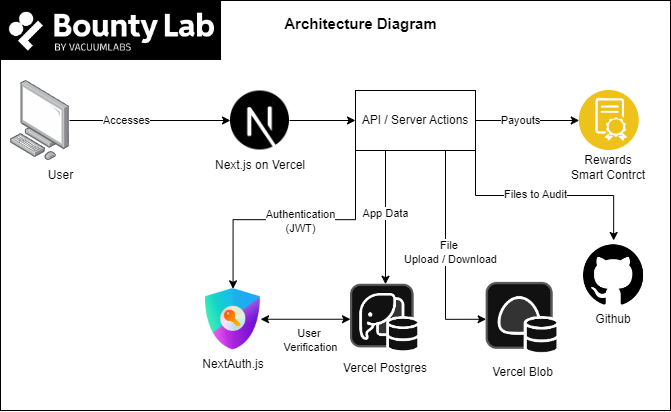 Bounty Lab
BY VACUUMLABS
Architecture Diagram
Accesses
User
Next.js on Vercel
API / Server Actions
Payouts
Rewards
Smart Contrct
Authentication
(JWT)
App Data
File
Upload / Download
Files to Audit
Github
NextAuth.js
User
Verification
Vercel Postgres
Vercel Blob